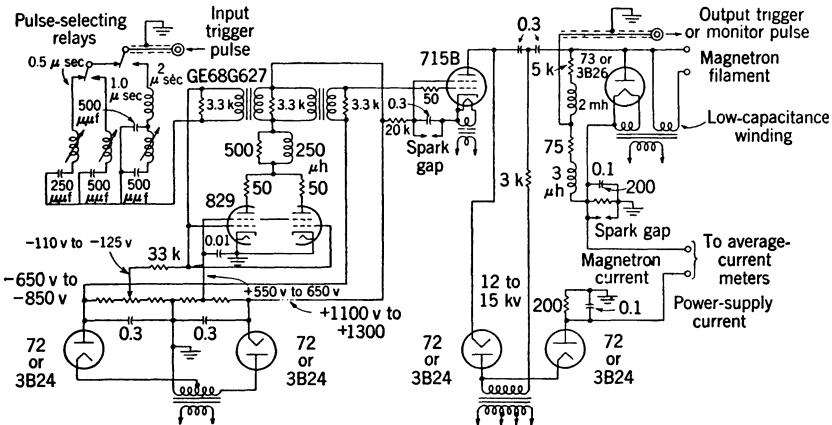 Pulse-selecting
relays
Input
trigger
pulse
0.5 μ sec
1.0
μ sec
2
μ sec
500
μμf
250
μμf
500
μμf
500
μμf
GE68G627
3.3 k
3.3 k
3.3 k
500
250
μh
829
50
50
0.01
-110 v to -125 v
33 k
-650 v to
-850 v
+550 v to 650 v
+1100 v to
+1300
0.3
0.3
72
or
3B24
72
or
3B24
715B
0.3
50
20 k
Spark
gap
0.3
3 k
12 to
15 kv
72
or
3B24
72
or
3B24
Output trigger
or monitor pulse
73 or
3B26
5 k
2 mh
Magnetron
filament
Low-capacitance
winding
75
3
μh
0.1
200
Spark gap
Magnetron
current
To average-
current
meters
Power-supply
current
200
0.1